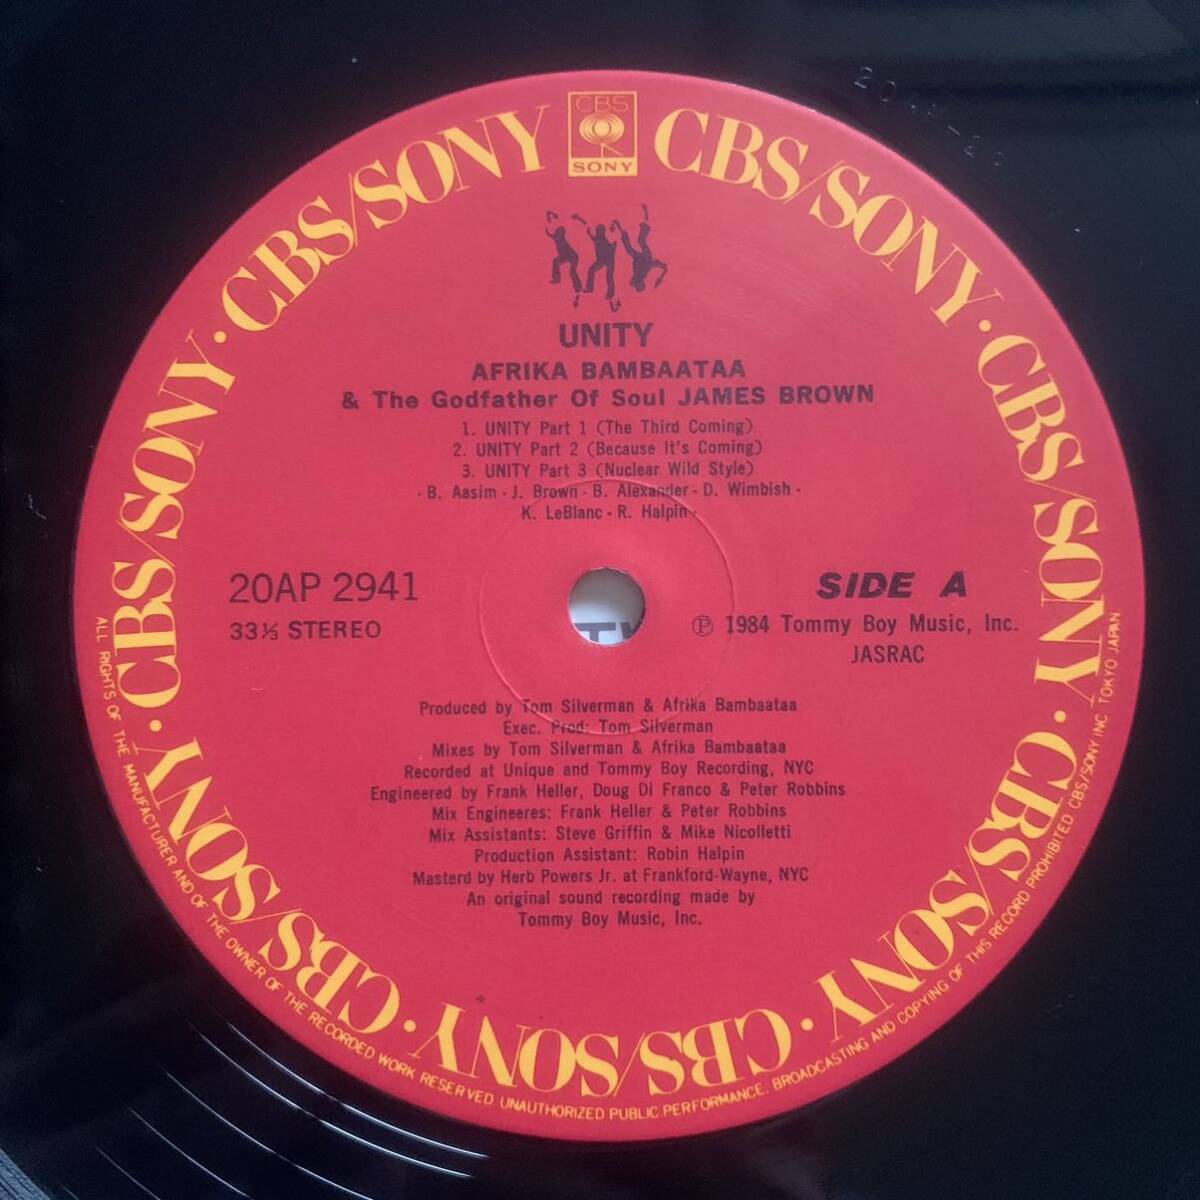 CBS
SONY
CBS/SONY · CBS/SONY · CBS/SONY · CBS/SONY · CBS/SONY · CBS/SONY · CBS/SONY · CBS/SONY
UNITY
AFRIKA BAMBAATAA
& The Godfather Of Soul JAMES BROWN
1. UNITY Part 1 (The Third Coming)
2. UNITY Part 2 (Because It's Coming)
3. UNITY Part 3 (Nuclear Wild Style)
· B. Aasim · J. Brown · B. Alexander · D. Wimbish ·
K. LeBlanc · R. Halpin ·
20AP 2941
33⅓ STEREO
SIDE A
Ⓟ 1984 Tommy Boy Music, Inc.
JASRAC
Produced by Tom Silverman & Afrika Bambaataa
Exec. Prod: Tom Silverman
Mixes by Tom Silverman & Afrika Bambaataa
Recorded at Unique and Tommy Boy Recording, NYC
Engineered by Frank Heller, Doug Di Franco & Peter Robbins
Mix Engineeres: Frank Heller & Peter Robbins
Mix Assistants: Steve Griffin & Mike Nicolletti
Production Assistant: Robin Halpin
Masterd by Herb Powers Jr. at Frankford-Wayne, NYC
An original sound recording made by
Tommy Boy Music, Inc.
ALL RIGHTS OF THE MANUFACTURER AND OF THE OWNER OF THE RECORDED WORK RESERVED. UNAUTHORIZED PUBLIC PERFORMANCE, BROADCASTING AND COPYING OF THIS RECORD PROHIBITED CBS/SONY INC TOKYO JAPAN